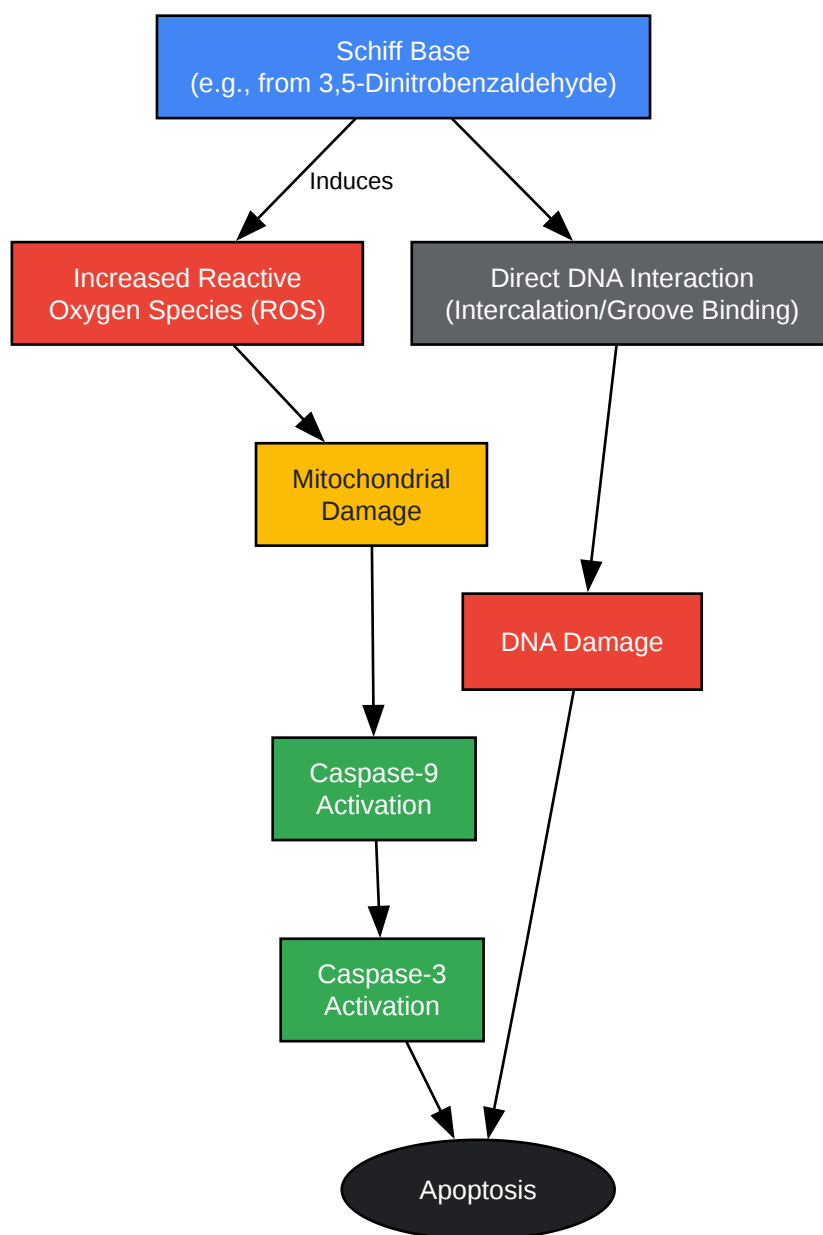 Schiff Base
(e.g., from 3,5-Dinitrobenzaldehyde)
Induces
Increased Reactive
Oxygen Species (ROS)
Direct DNA Interaction
(Intercalation/Groove Binding)
Mitochondrial
Damage
DNA Damage
Caspase-9
Activation
Caspase-3
Activation
Apoptosis